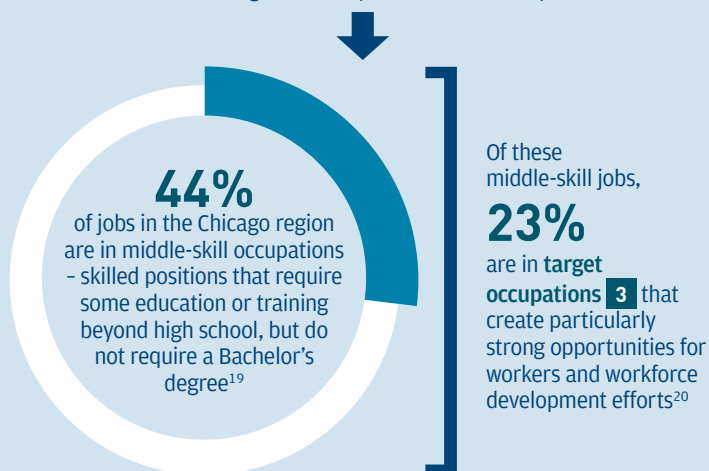 44%
of jobs in the Chicago region
are in middle-skill occupations
– skilled positions that require
some education or training
beyond high school, but do
not require a Bachelor's
degree19
Of these
middle-skill jobs,
23%
are in target
occupations 3 that
create particularly
strong opportunities for
workers and workforce
development efforts20